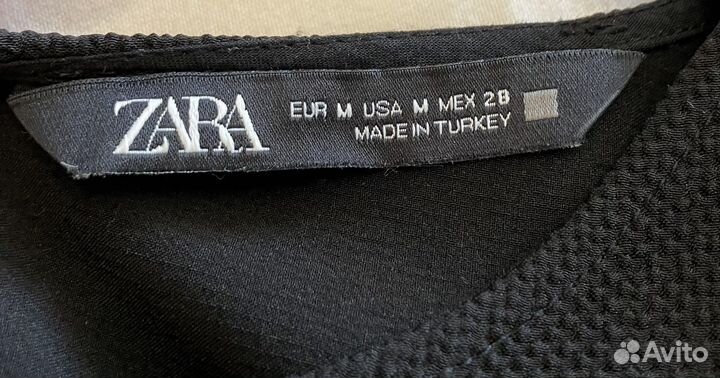 ZARA
EUR M USA M MEX 28
MADE IN TURKEY
Avito